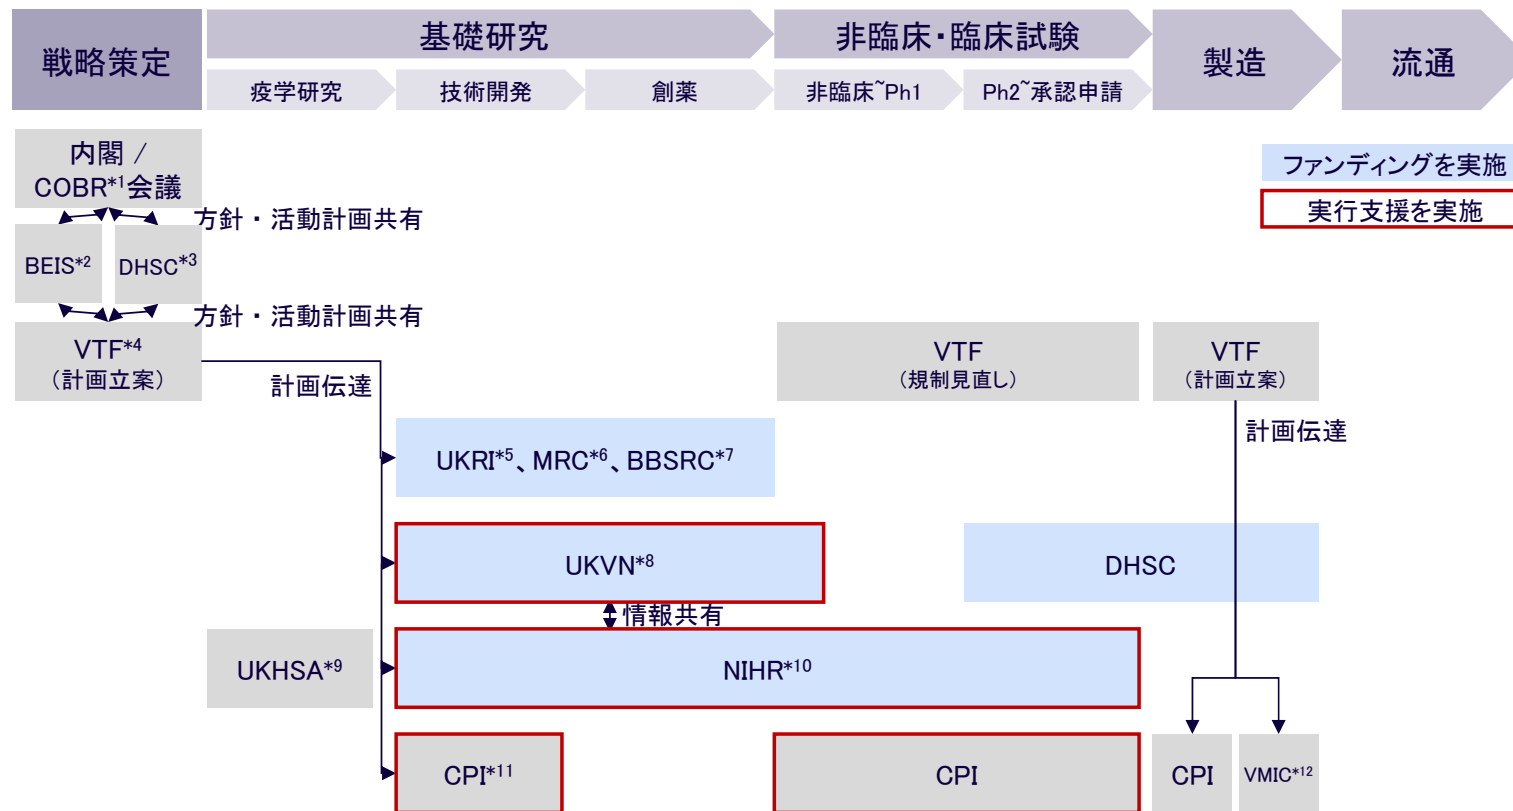 戦略策定
基礎研究
非臨床・臨床試験
製造
流通
疫学研究
技術開発
創薬
非臨床~Ph1
Ph2~承認申請
内閣 /
COBR*1会議
ファンディングを実施
実行支援を実施
方針・活動計画共有
BEIS*2
DHSC*3
方針・活動計画共有
VTF*4
（計画立案）
計画伝達
VTF
（規制見直し）
VTF
（計画立案）
計画伝達
UKRI*5、MRC*6、BBSRC*7
UKVN*8
DHSC
情報共有
UKHSA*9
NIHR*10
CPI*11
CPI
CPI
VMIC*12